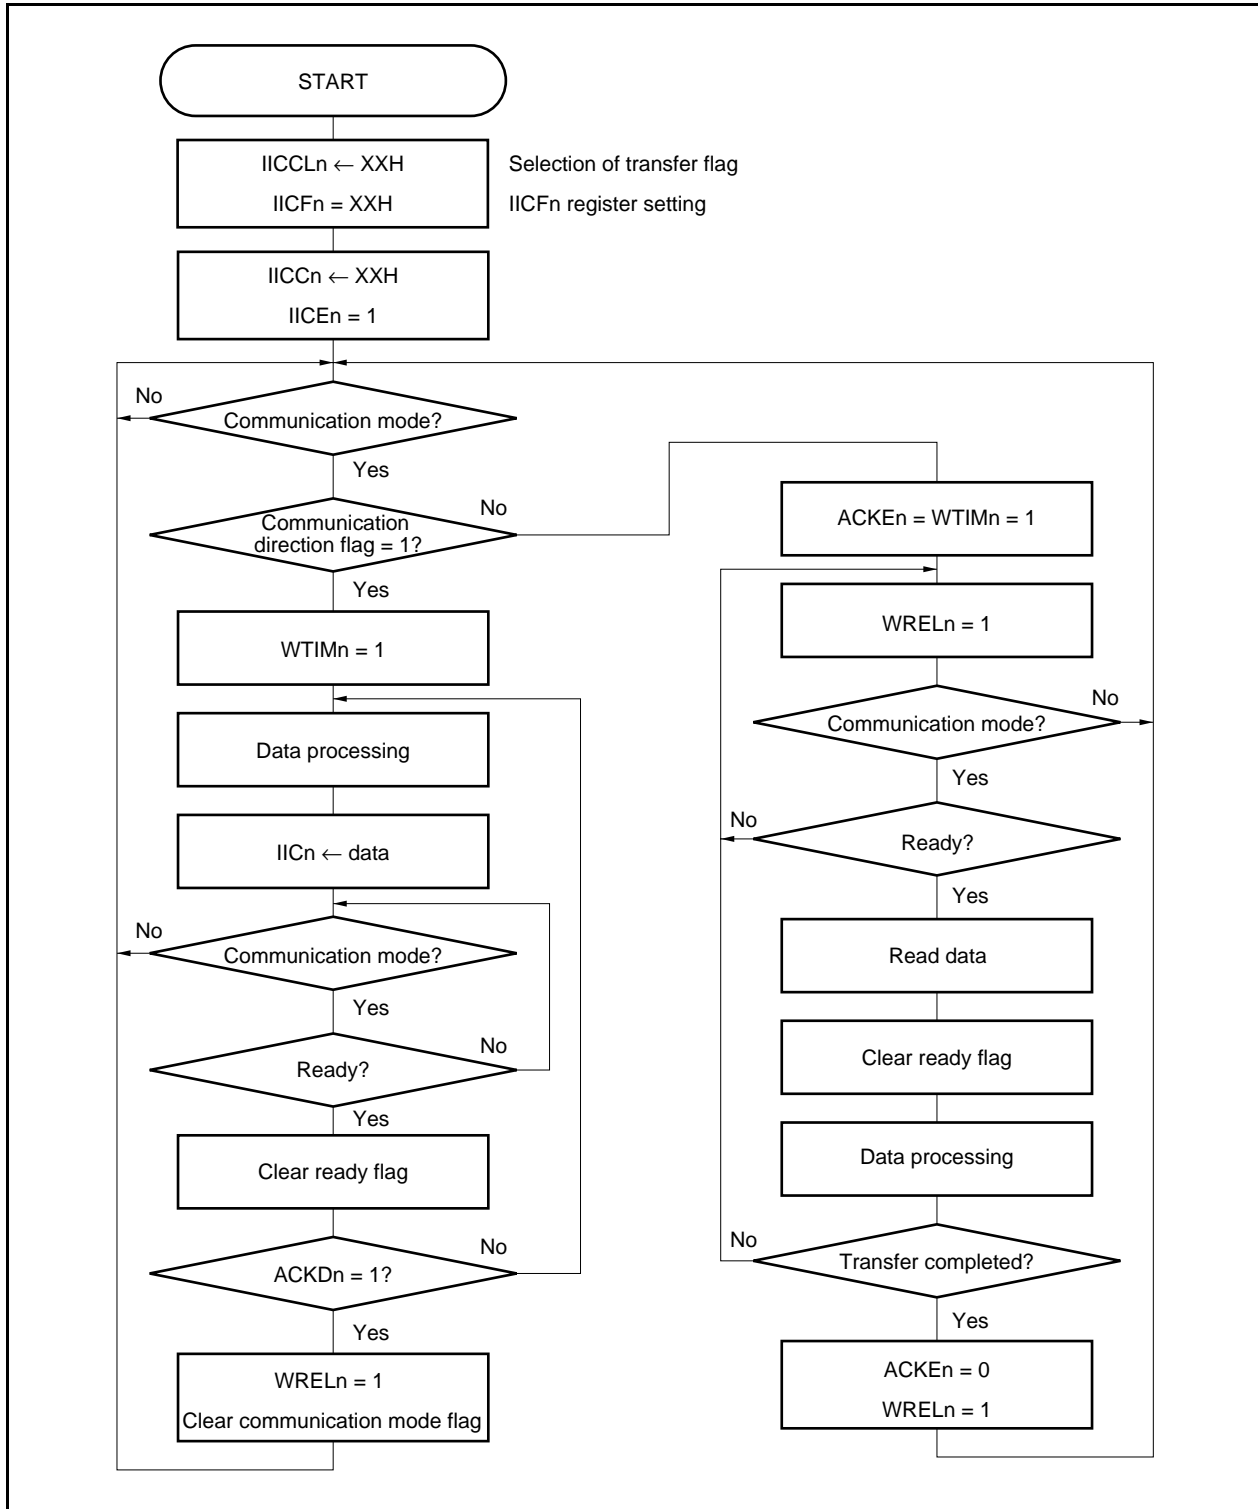 START
IICCLn ← XXH
Selection of transfer flag
IICFn = XXH
IICFn register setting
IICCn ← XXH
IICEn = 1
No
Communication mode?
Yes
No
Communication
direction flag = 1?
Yes
WTIMn = 1
Data processing
IICn ← data
No
Communication mode?
Yes
No
Ready?
Yes
Clear ready flag
No
ACKDn = 1?
Yes
WRELn = 1
Clear communication mode flag
ACKEn = WTIMn = 1
WRELn = 1
No
Communication mode?
Yes
No
Ready?
Yes
Read data
Clear ready flag
Data processing
No
Transfer completed?
Yes
ACKEn = 0
WRELn = 1